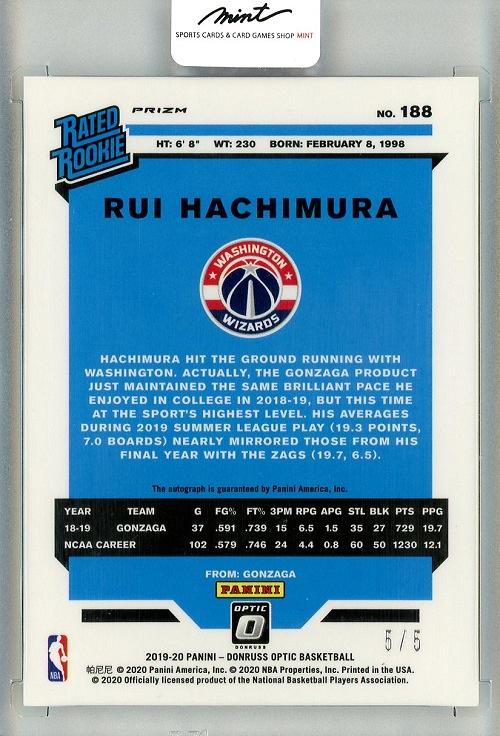 mint
SPORTS CARDS & CARD GAMES SHOP MINT
RATED ROOKIE
PRIZM
NO. 188
HT: 6' 8" WT: 230 BORN: FEBRUARY 8, 1998
RUI HACHIMURA
WASHINGTON
WIZARDS
HACHIMURA HIT THE GROUND RUNNING WITH
WASHINGTON. ACTUALLY, THE GONZAGA PRODUCT
JUST MAINTAINED THE SAME BRILLIANT PACE HE
ENJOYED IN COLLEGE IN 2018-19, BUT THIS TIME
AT THE SPORT'S HIGHEST LEVEL. HIS AVERAGES
DURING 2019 SUMMER LEAGUE PLAY (19.3 POINTS,
7.0 BOARDS) NEARLY MIRRORED THOSE FROM HIS
FINAL YEAR WITH THE ZAGS (19.7, 6.5).
The autograph is guaranteed by Panini America, Inc.
YEAR TEAM G FG% FT% 3PM RPG APG STL BLK PTS PPG
18-19 GONZAGA 37 .591 .739 15 6.5 1.5 35 27 729 19.7
NCAA CAREER 102 .579 .746 24 4.4 0.8 60 50 1230 12.1
FROM: GONZAGA
PANINI
OPTIC
DONRUSS
5/5
2019-20 PANINI – DONRUSS OPTIC BASKETBALL
帕尼尼 © 2020 Panini America, Inc. © 2020 NBA Properties, Inc. Printed in the USA.
© 2020 Officially licensed product of the National Basketball Players Association.
NBA